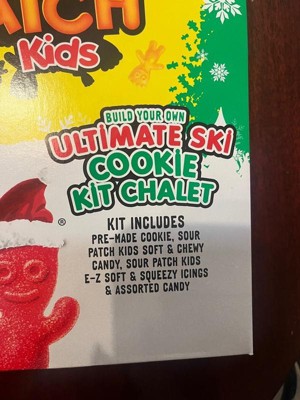 ATCH
Kids
BUILD YOUR OWN
ULTIMATE SKI
COOKIE
KIT CHALET
®
KIT INCLUDES
PRE-MADE COOKIE, SOUR
PATCH KIDS SOFT & CHEWY
CANDY, SOUR PATCH KIDS
E-Z SOFT & SQUEEZY ICINGS
& ASSORTED CANDY